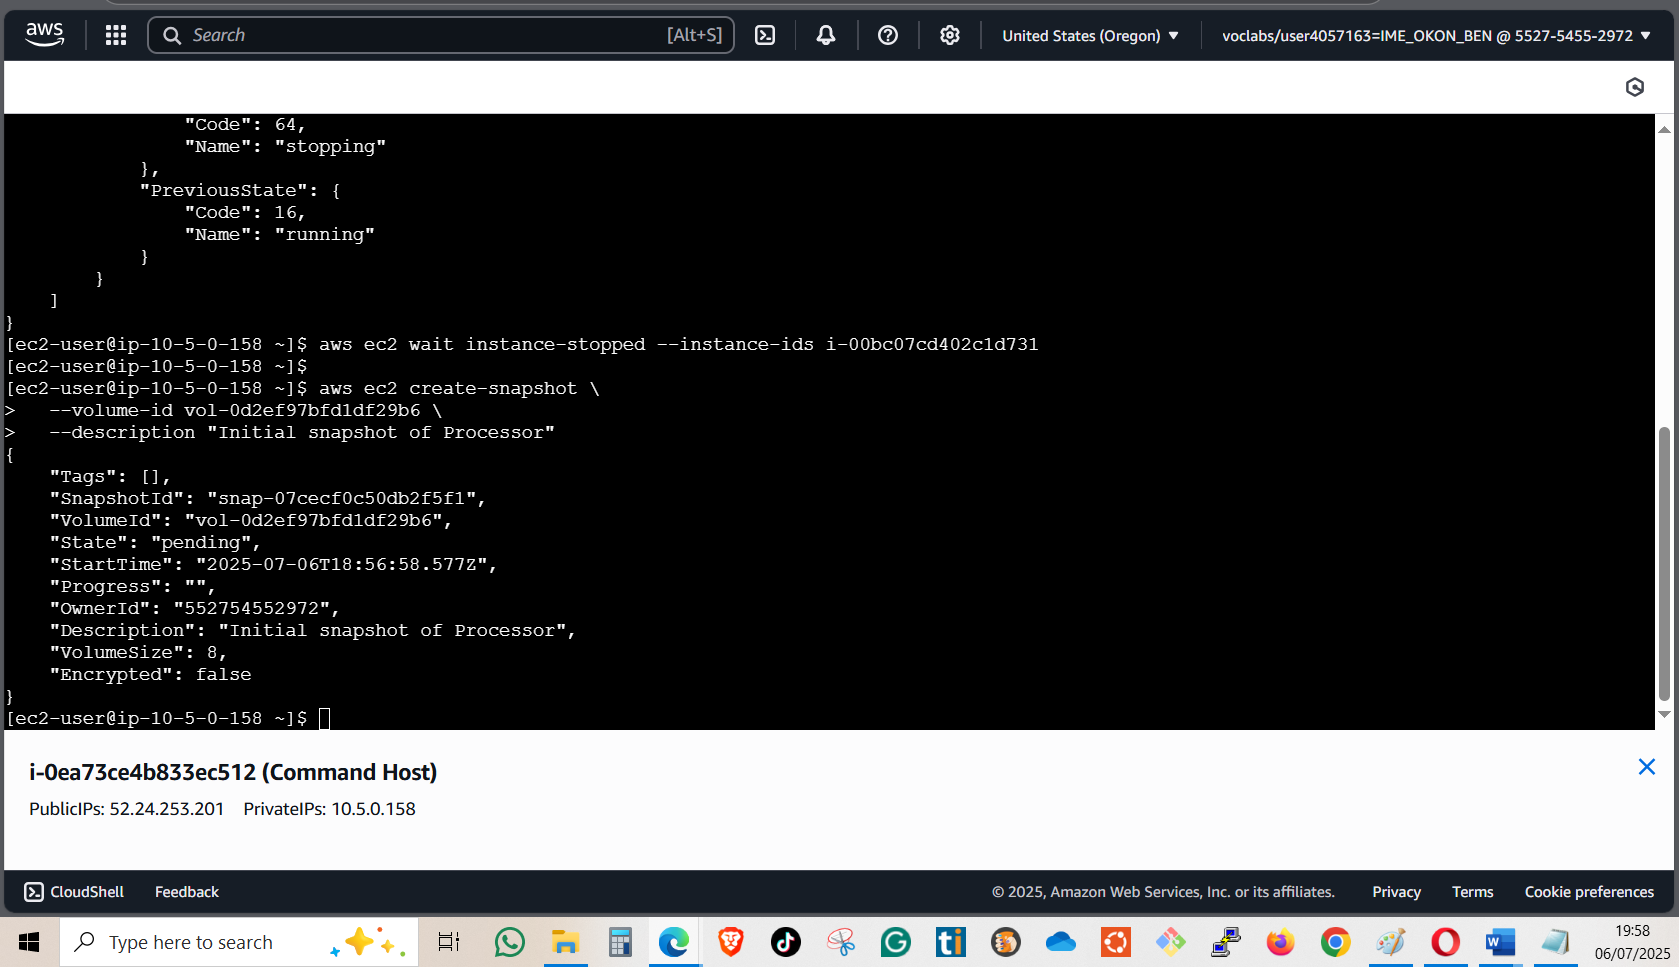 aws
Search
[Alt+S]
United States (Oregon)
voclabs/user4057163=IME_OKON_BEN @ 5527-5455-2972
"Code": 64,
"Name": "stopping"
},
"PreviousState": {
"Code": 16,
"Name": "running"
}
}
]
}
[ec2-user@ip-10-5-0-158 ~]$ aws ec2 wait instance-stopped --instance-ids i-00bc07cd402c1d731
[ec2-user@ip-10-5-0-158 ~]$
[ec2-user@ip-10-5-0-158 ~]$ aws ec2 create-snapshot \
>   --volume-id vol-0d2ef97bfd1df29b6 \
>   --description "Initial snapshot of Processor"
{
"Tags": [],
"SnapshotId": "snap-07cecf0c50db2f5f1",
"VolumeId": "vol-0d2ef97bfd1df29b6",
"State": "pending",
"StartTime": "2025-07-06T18:56:58.577Z",
"Progress": "",
"OwnerId": "552754552972",
"Description": "Initial snapshot of Processor",
"VolumeSize": 8,
"Encrypted": false
}
[ec2-user@ip-10-5-0-158 ~]$
i-0ea73ce4b833ec512 (Command Host)
PublicIPs: 52.24.253.201 PrivateIPs: 10.5.0.158
CloudShell
Feedback
© 2025, Amazon Web Services, Inc. or its affiliates.
Privacy
Terms
Cookie preferences
Type here to search
ti
W
19:58
06/07/2025